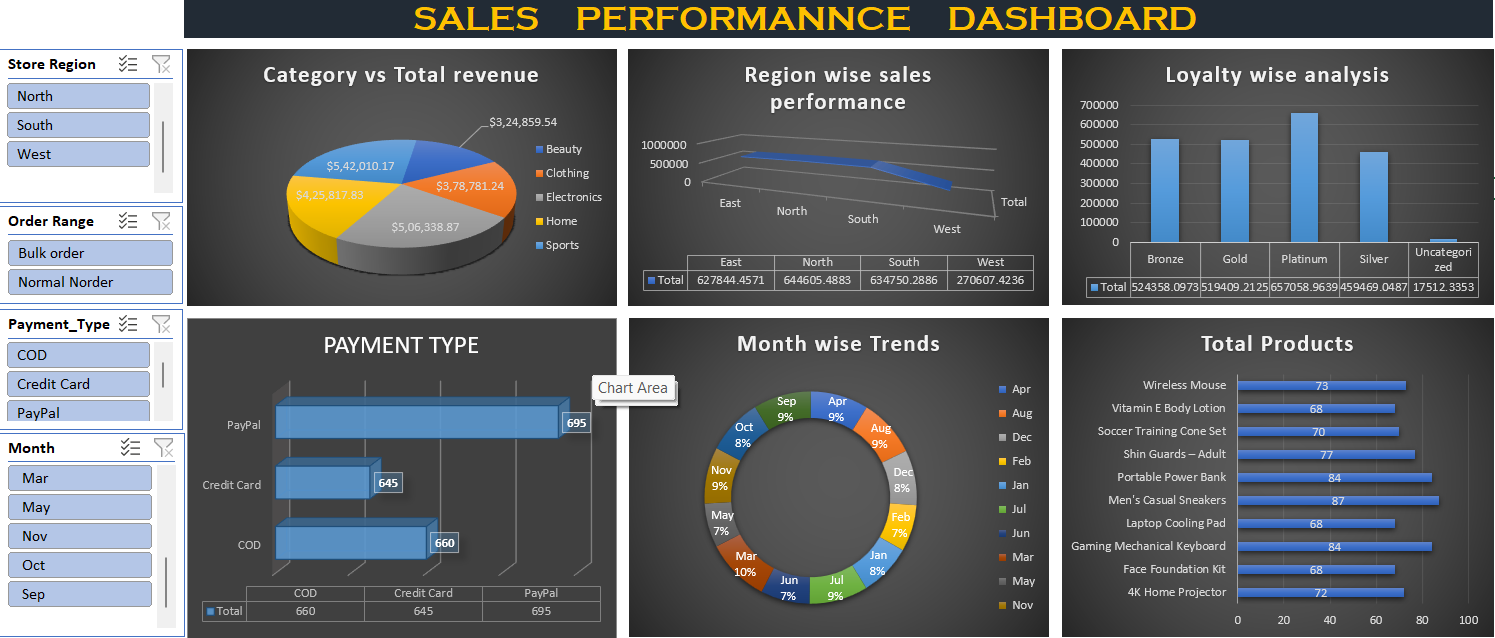 SALES PERFORMANNCE DASHBOARD
Store Region
North
South
West
Order Range
Bulk order
Normal Norder
Payment_Type
COD
Credit Card
PayPal
Month
Mar
May
Nov
Oct
Sep
Category vs Total revenue
$3,24,859.54
$5,42,010.17
$3,78,781.24
$4,25,817.83
$5,06,338.87
Beauty
Clothing
Electronics
Home
Sports
Region wise sales
performance
1000000
500000
0
East
North
South
West
Total
East North South West
Total 627844.4571 644605.4883 634750.2886 270607.4236
Loyalty wise analysis
700000
600000
500000
400000
300000
200000
100000
0
Bronze Gold Platinum Silver Uncategori
zed
Total 524358.0973 519409.2125 657058.9639 459469.0487 17512.3353
PAYMENT TYPE
PayPal 695
Credit Card 645
COD 660
COD Credit Card PayPal
Total 660 645 695
Chart Area
Month wise Trends
Apr
9%
Aug
9%
Dec
8%
Feb
7%
Jan
8%
Jul
9%
Jun
7%
Mar
10%
May
7%
Nov
9%
Oct
8%
Sep
9%
Apr
Aug
Dec
Feb
Jan
Jul
Jun
Mar
May
Nov
Total Products
Wireless Mouse 73
Vitamin E Body Lotion 68
Soccer Training Cone Set 70
Shin Guards – Adult 77
Portable Power Bank 84
Men's Casual Sneakers 87
Laptop Cooling Pad 68
Gaming Mechanical Keyboard 84
Face Foundation Kit 68
4K Home Projector 72
0 20 40 60 80 100